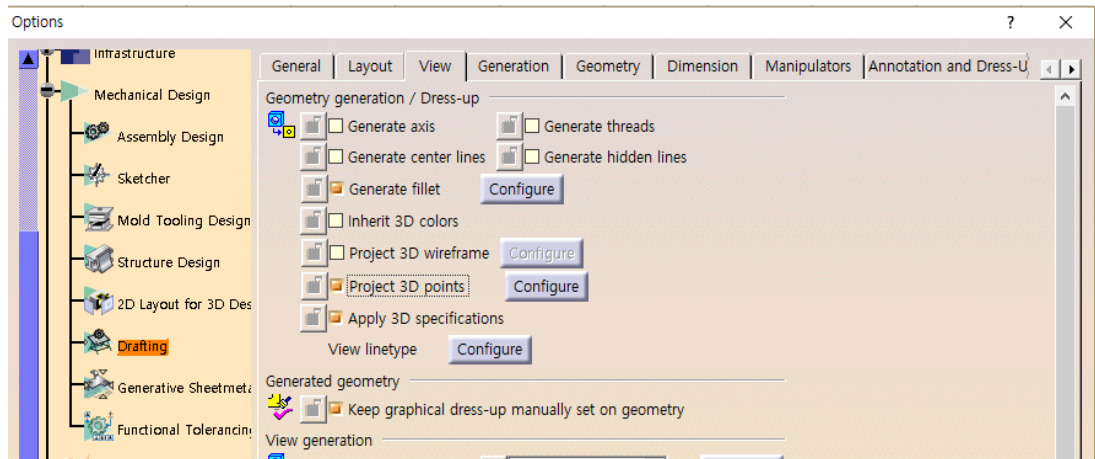 Options
?
Infrastructure
Mechanical Design
Assembly Design
Sketcher
Mold Tooling Design
Structure Design
2D Layout for 3D Des
Drafting
Generative Sheetmeta
Functional Tolerancin
General Layout View Generation Geometry Dimension Manipulators Annotation and Dress-U
Geometry generation / Dress-up
Generate axis Generate threads
Generate center lines Generate hidden lines
Generate fillet Configure
Inherit 3D colors
Project 3D wireframe Configure
Project 3D points Configure
Apply 3D specifications
View linetype Configure
Generated geometry
Keep graphical dress-up manually set on geometry
View generation